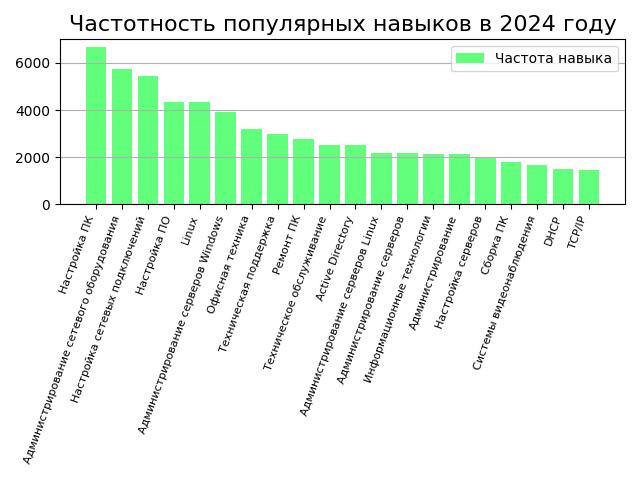 Частотность популярных навыков в 2024 году
Частота навыка
6000
4000
2000
0
Настройка ПК
Администрирование сетевого оборудования
Настройка сетевых подключений
Настройка ПО
Linux
Администрирование серверов Windows
Офисная техника
Техническая поддержка
Ремонт ПК
Техническое обслуживание
Active Directory
Администрирование серверов Linux
Администрирование серверов
Информационные технологии
Администрирование
Настройка серверов
Сборка ПК
Системы видеонаблюдения
DHCP
TCP/IP